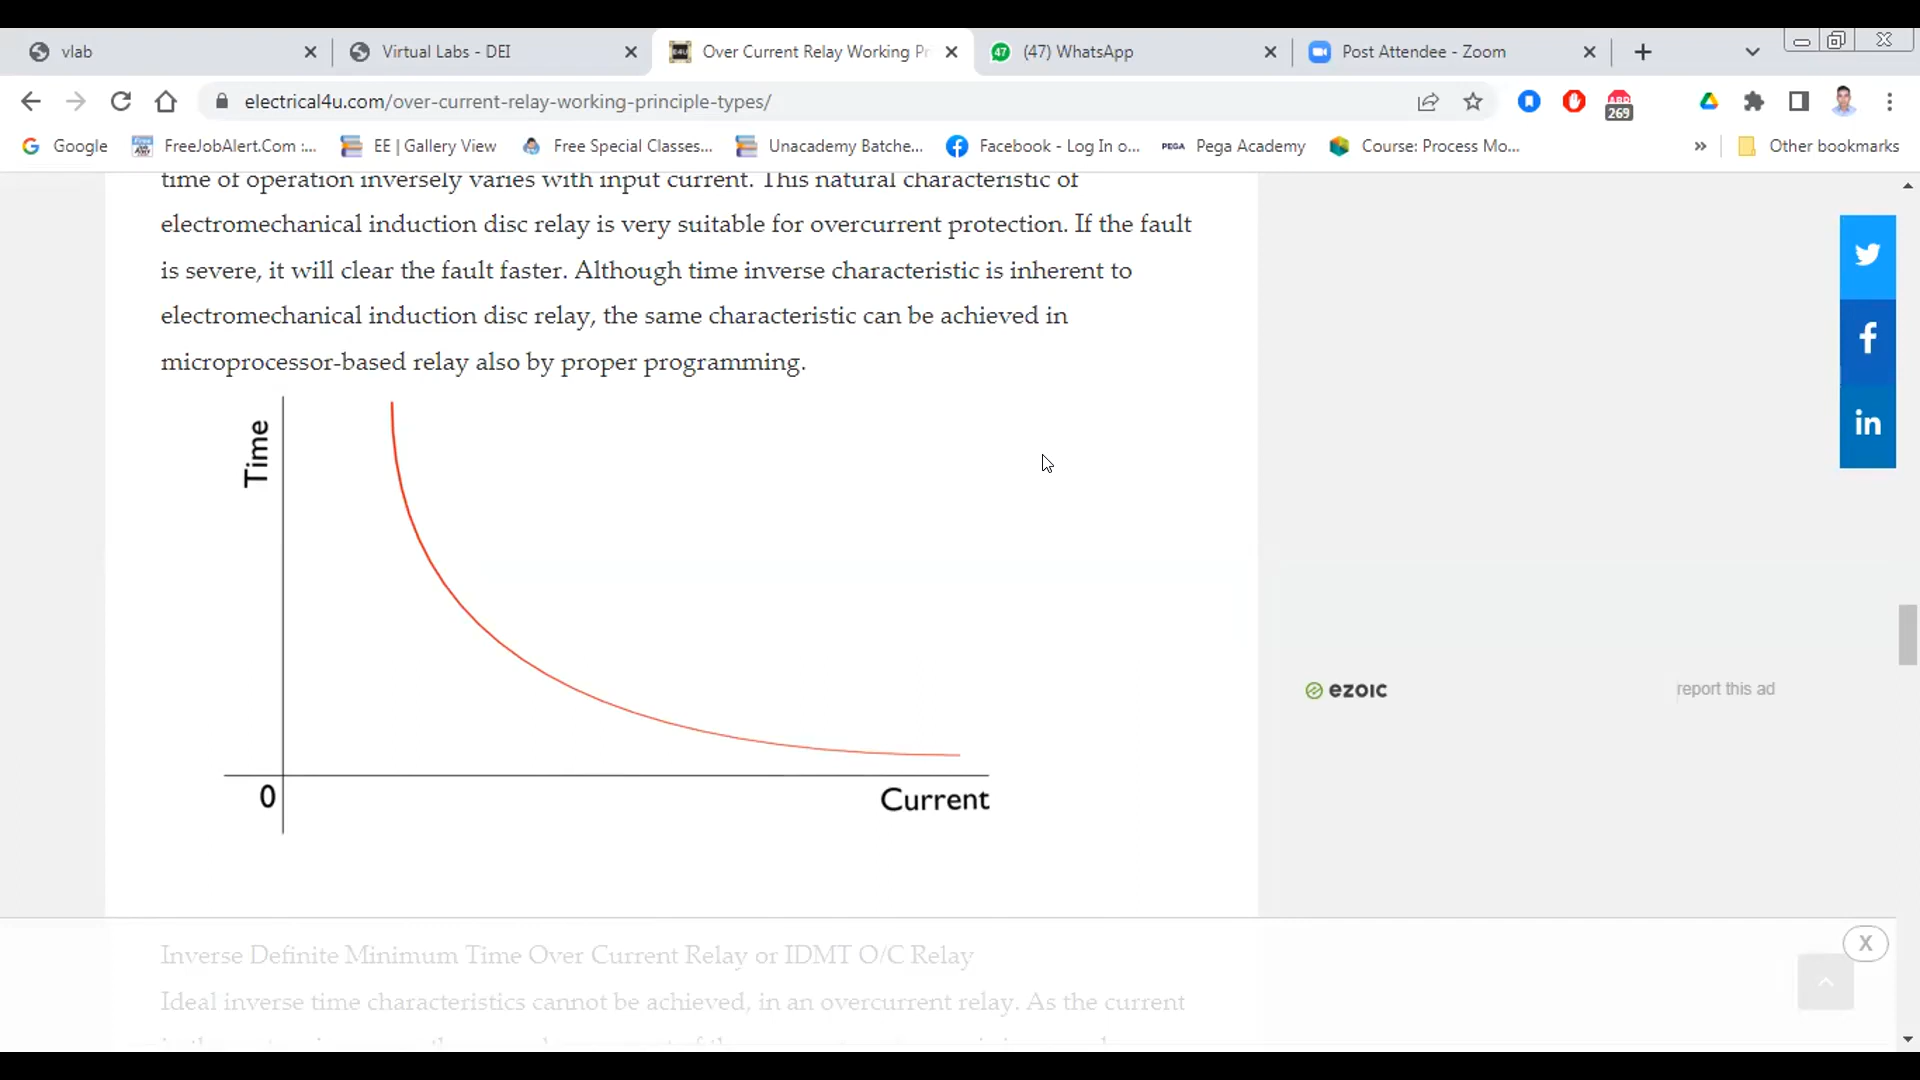 vlab
Virtual Labs - DEI
Over Current Relay Working Pr
(47) WhatsApp
Post Attendee - Zoom
electrical4u.com/over-current-relay-working-principle-types/
269
Google
FreeJobAlert.Com :...
EE | Gallery View
Free Special Classes...
Unacademy Batche...
Facebook - Log In o...
PEGA Pega Academy
Course: Process Mo...
Other bookmarks
time of operation inversely varies with input current. This natural characteristic of
electromechanical induction disc relay is very suitable for overcurrent protection. If the fault
is severe, it will clear the fault faster. Although time inverse characteristic is inherent to
electromechanical induction disc relay, the same characteristic can be achieved in
microprocessor-based relay also by proper programming.
Time
0
Current
ezoic
report this ad
Inverse Definite Minimum Time Over Current Relay or IDMT O/C Relay
Ideal inverse time characteristics cannot be achieved, in an overcurrent relay. As the current